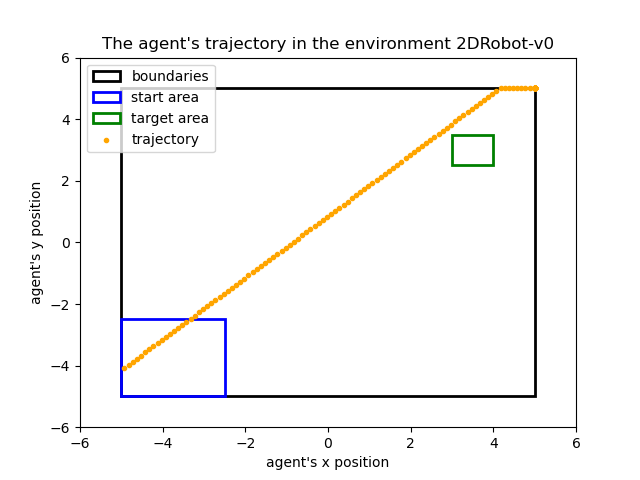 The agent's trajectory in the environment 2DRobot-v0
boundaries
start area
target area
trajectory
6
4
2
0
−2
−4
−6
agent's y position
−6 −4 −2 0 2 4 6
agent's x position